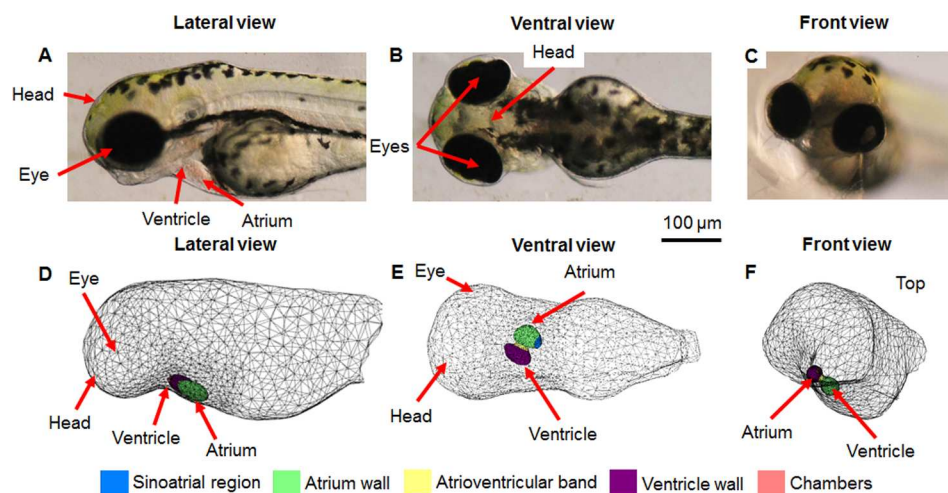 Lateral view
Ventral view
Front view
A
B
C
Head
Head
Eye
Eyes
Ventricle
Atrium
100 µm
Lateral view
Ventral view
Front view
D
E
F
Eye
Eye
Atrium
Top
Head
Head
Ventricle
Atrium
Ventricle
Atrium
Ventricle
Sinoatrial region
Atrium wall
Atrioventricular band
Ventricle wall
Chambers